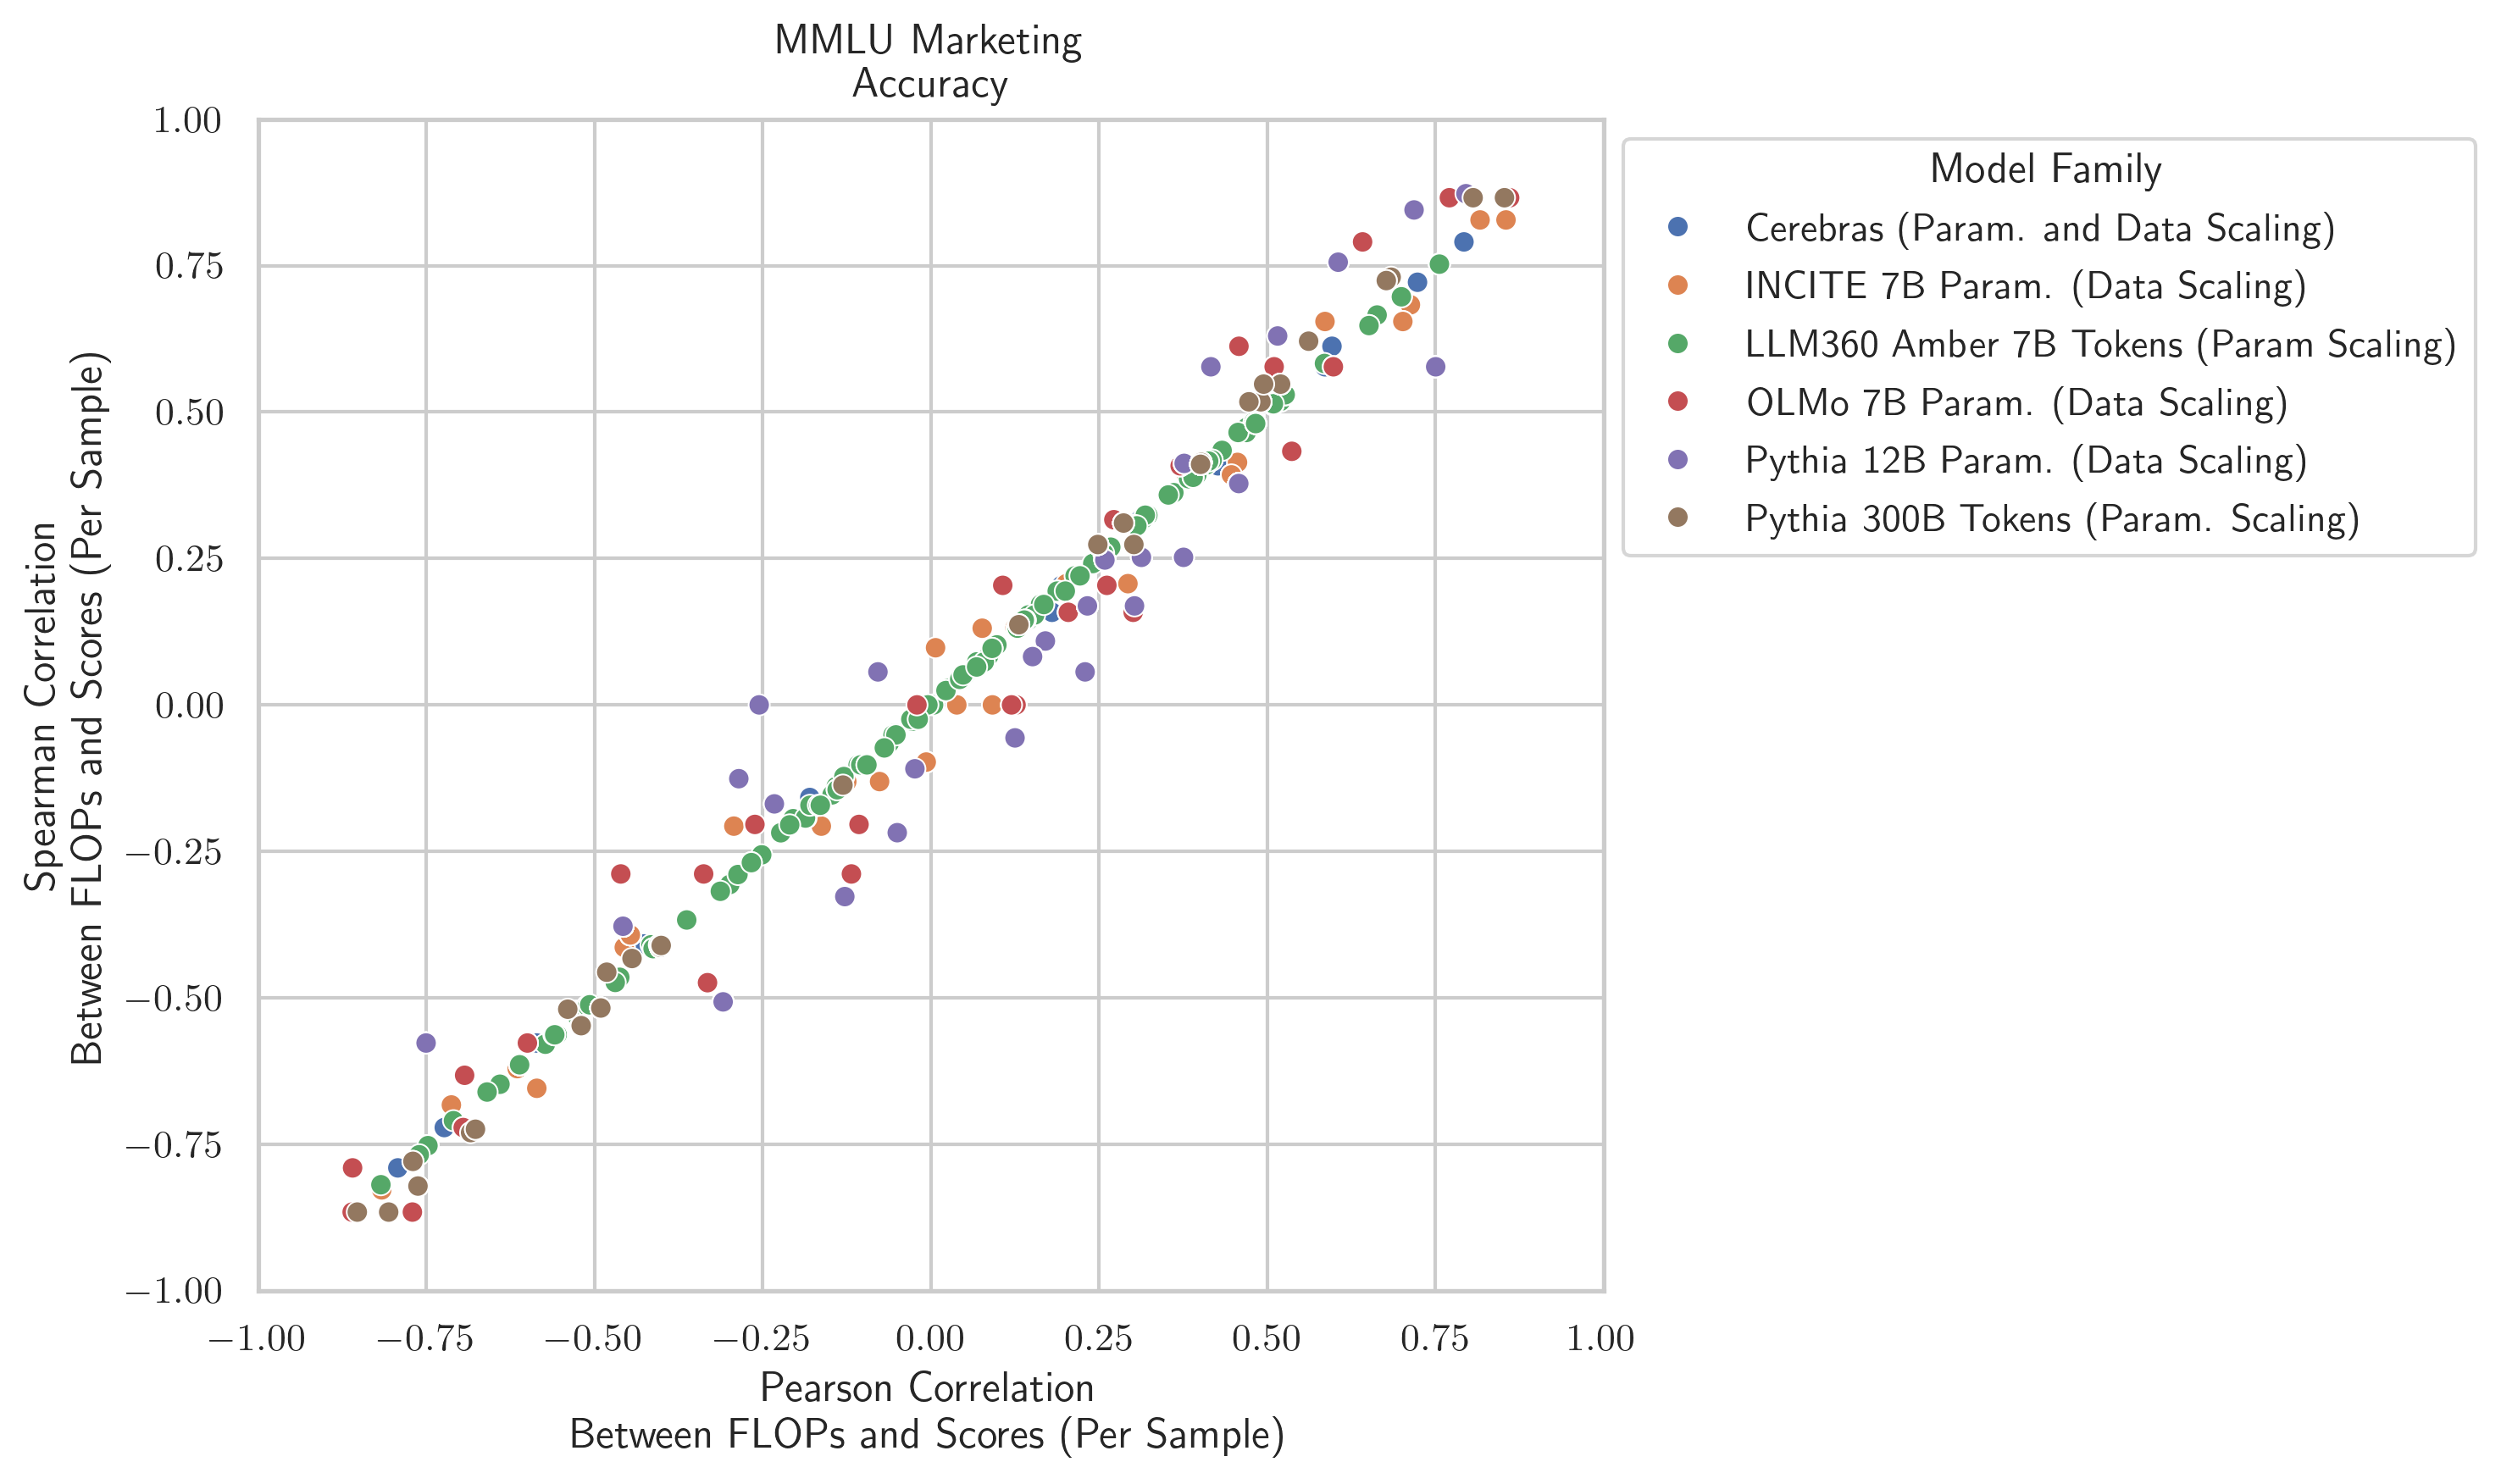 MMLU Marketing
Accuracy
1.00
0.75
0.50
0.25
0.00
−0.25
−0.50
−0.75
−1.00
Spearman Correlation
Between FLOPs and Scores (Per Sample)
−1.00 −0.75 −0.50 −0.25 0.00 0.25 0.50 0.75 1.00
Pearson Correlation
Between FLOPs and Scores (Per Sample)
Model Family
Cerebras (Param. and Data Scaling)
INCITE 7B Param. (Data Scaling)
LLM360 Amber 7B Tokens (Param Scaling)
OLMo 7B Param. (Data Scaling)
Pythia 12B Param. (Data Scaling)
Pythia 300B Tokens (Param. Scaling)